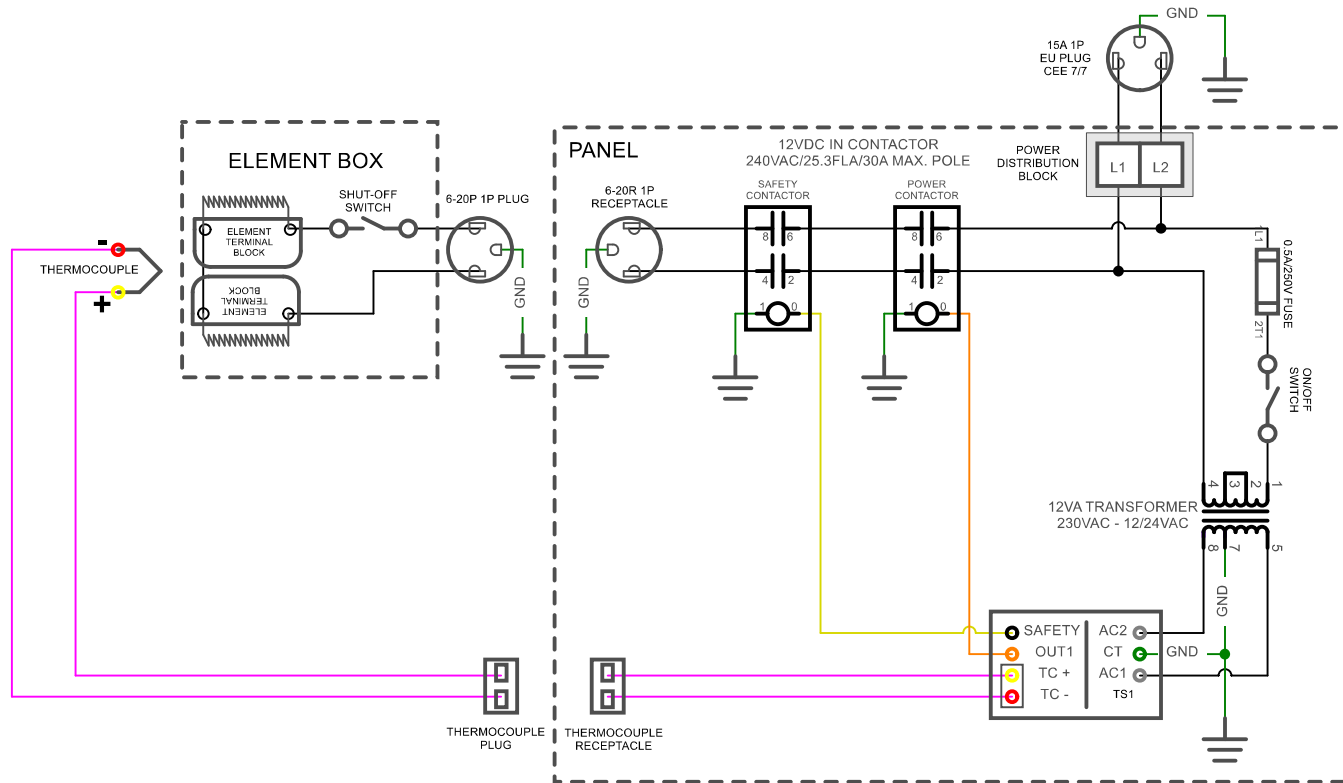 GND
15A 1P
EU PLUG
CEE 7/7
ELEMENT BOX
SHUT-OFF
SWITCH
ELEMENT
TERMINAL
BLOCK
ELEMENT
TERMINAL
BLOCK
-
THERMOCOUPLE
+
6-20P 1P PLUG
GND
PANEL
6-20R 1P
RECEPTACLE
GND
12VDC IN CONTACTOR
240VAC/25.3FLA/30A MAX. POLE
SAFETY
CONTACTOR
8 6
4 2
1 0
POWER
CONTACTOR
8 6
4 2
1 0
POWER
DISTRIBUTION
BLOCK
L1 L2
1L1
0.5A/250V FUSE
2T1
ON/OFF
SWITCH
4 3 2 1
12VA TRANSFORMER
230VAC - 12/24VAC
8 7 5
GND
SAFETY AC2
OUT1 CT GND
TC + AC1
TC - TS1
THERMOCOUPLE
PLUG
THERMOCOUPLE
RECEPTACLE